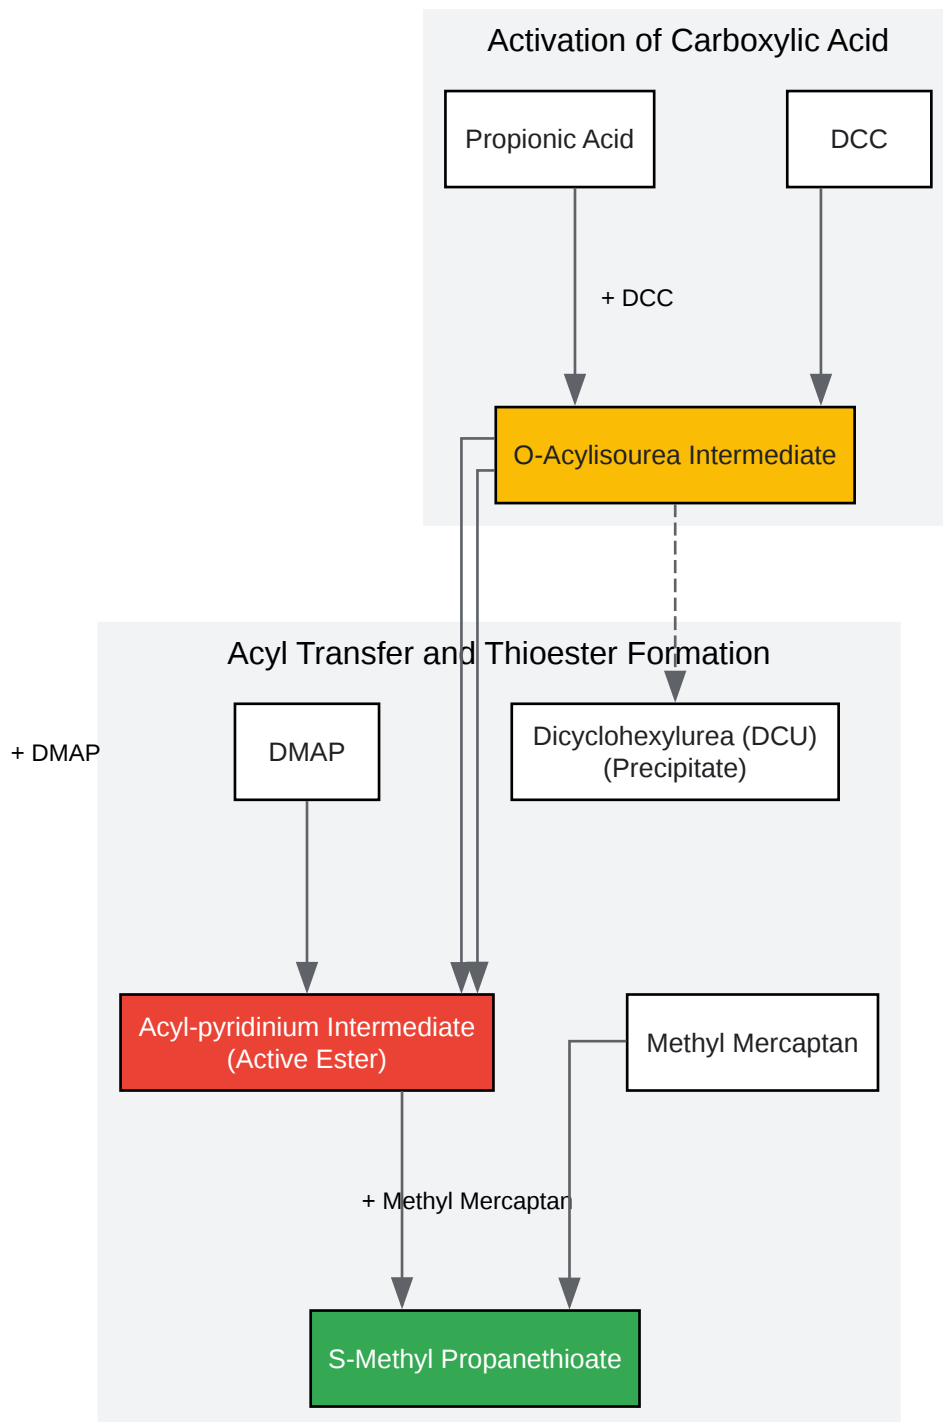 Activation of Carboxylic Acid
Propionic Acid
DCC
+ DCC
O-Acylisourea Intermediate
Acyl Transfer and Thioester Formation
+ DMAP
DMAP
Dicyclohexylurea (DCU)
(Precipitate)
Acyl-pyridinium Intermediate
(Active Ester)
Methyl Mercaptan
+ Methyl Mercaptan
S-Methyl Propanethioate